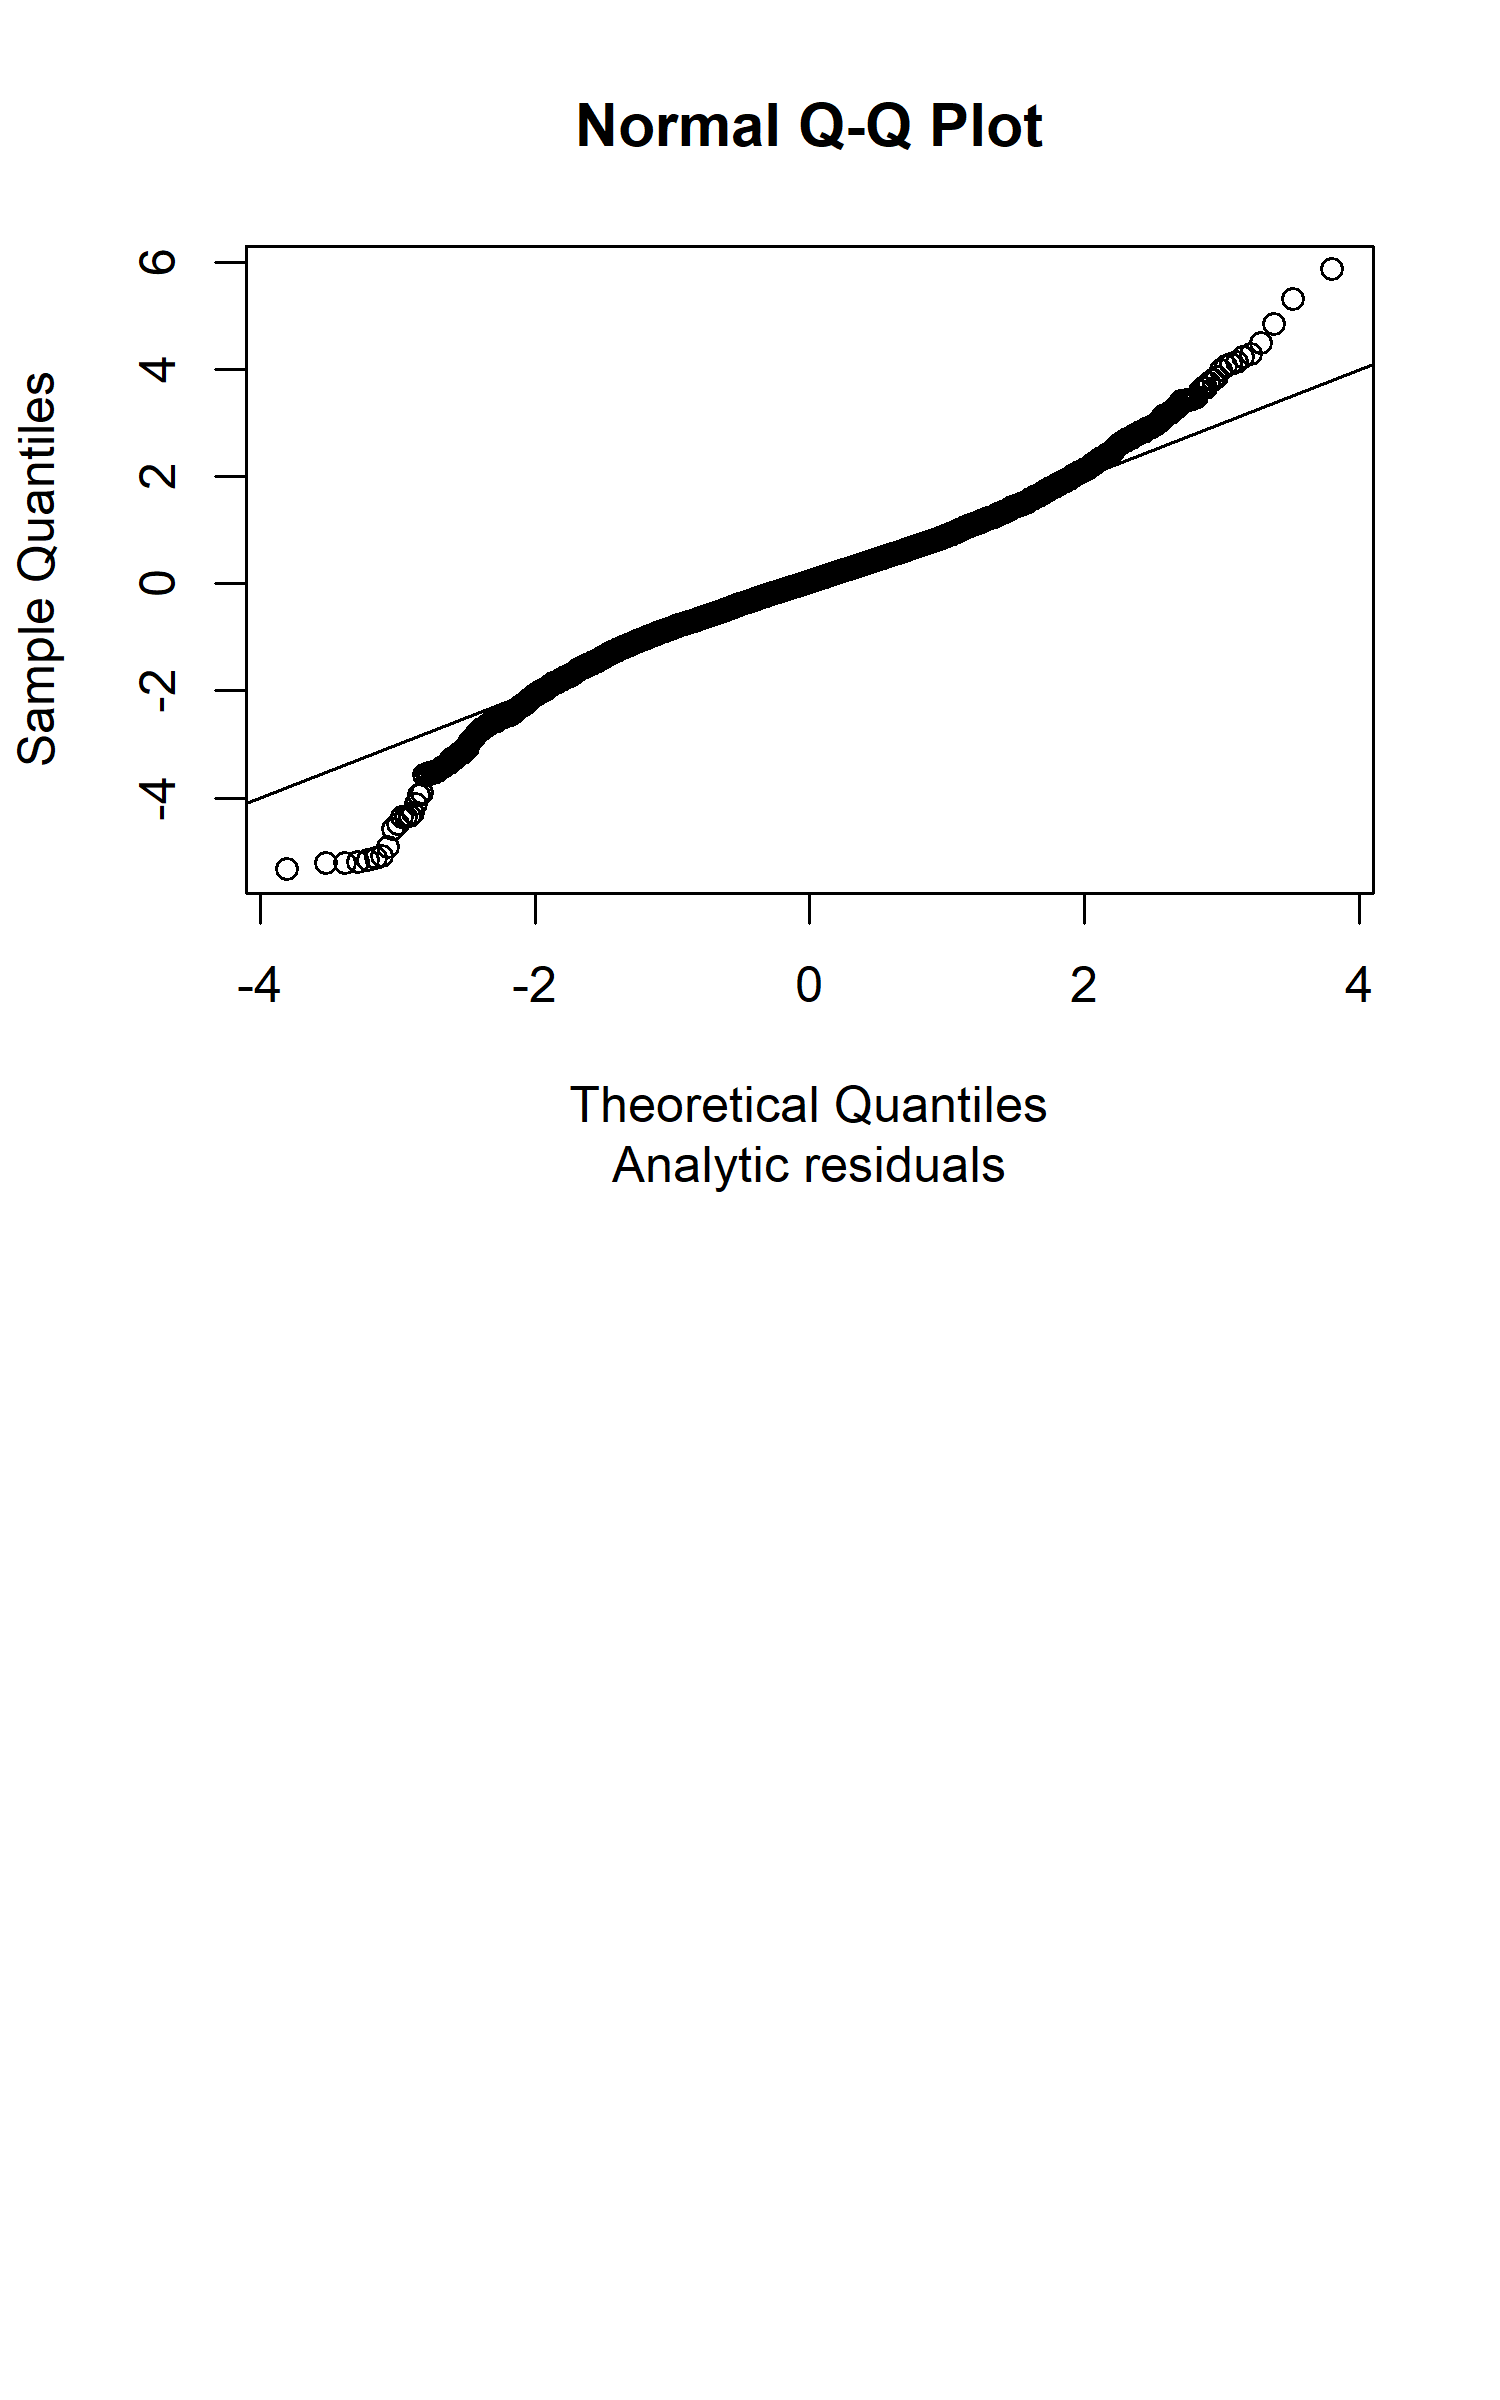 Normal Q-Q Plot
Sample Quantiles
6
4
2
0
-2
-4
-4 -2 0 2 4
Theoretical Quantiles
Analytic residuals